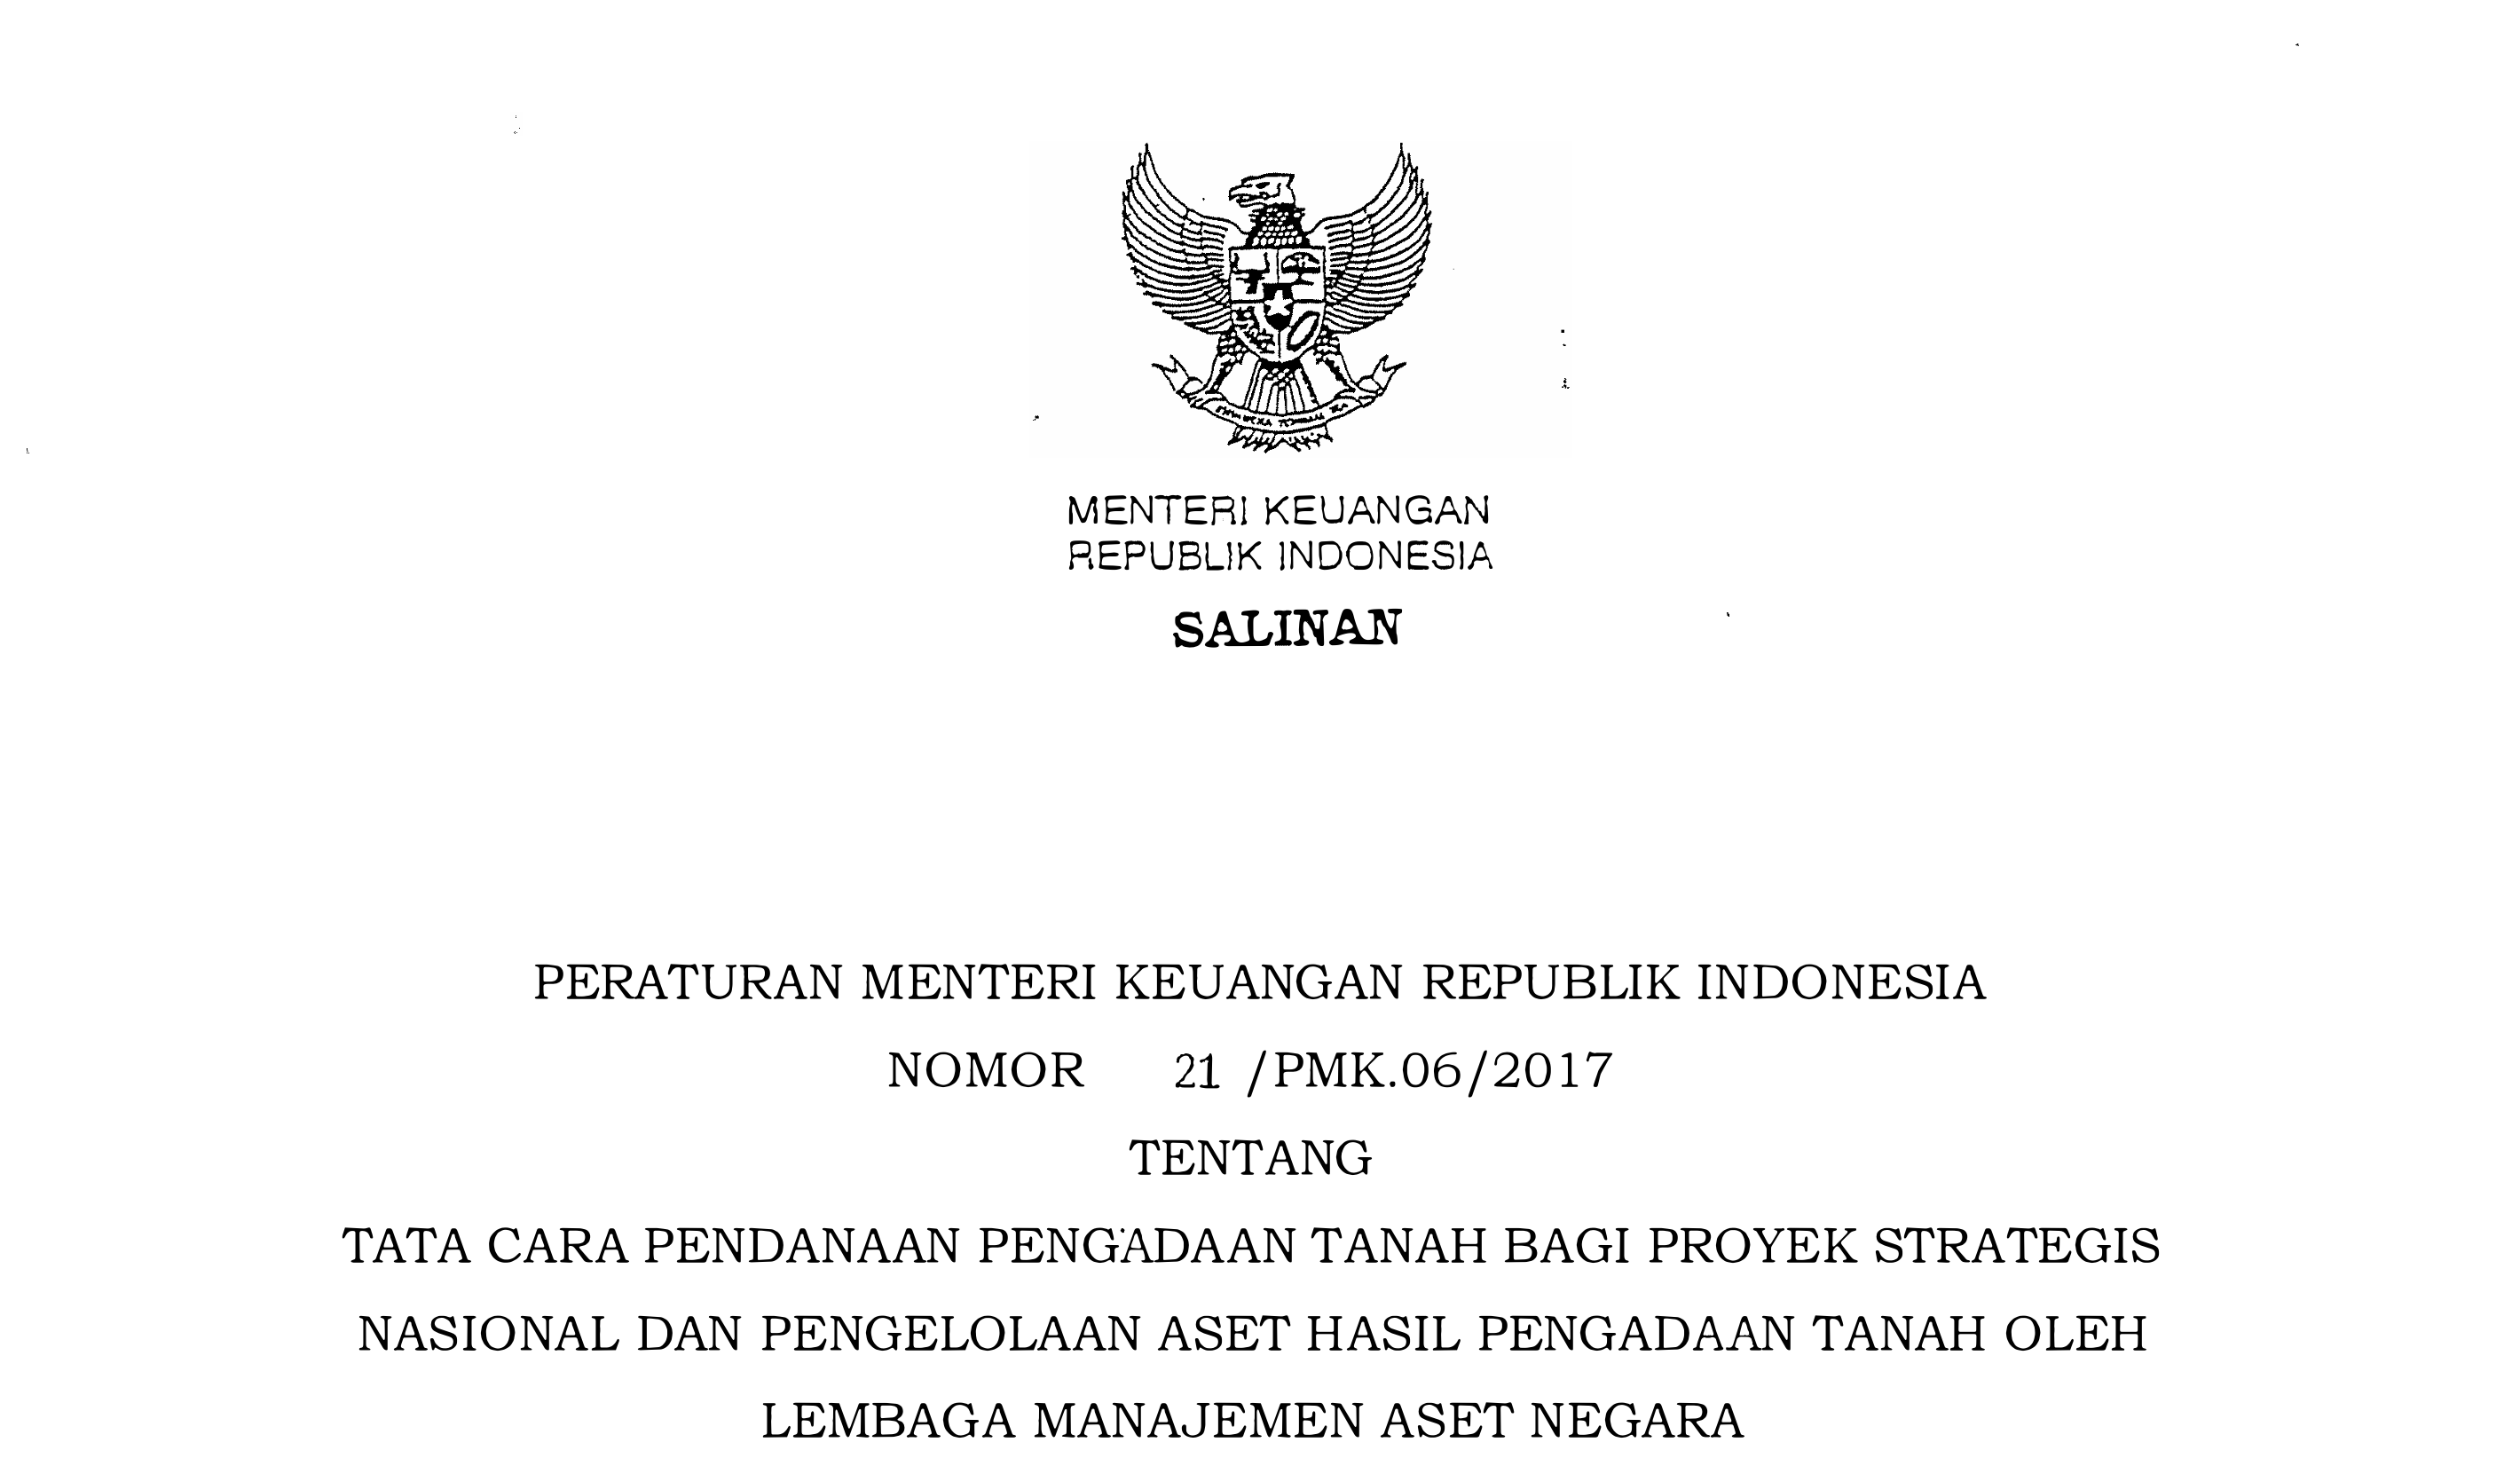 MENTERI KEUANGAN
REPUBLIK INDONESIA
SALINAN
PERATURAN MENTERI KEUANGAN REPUBLIK INDONESIA
NOMOR 21 /PMK.06/2017
TENTANG
TATA CARA PENDANAAN PENGADAAN TANAH BAGI PROYEK STRATEGIS
NASIONAL DAN PENGELOLAAN ASET HASIL PENGADAAN TANAH OLEH
LEMBAGA MANAJEMEN ASET NEGARA